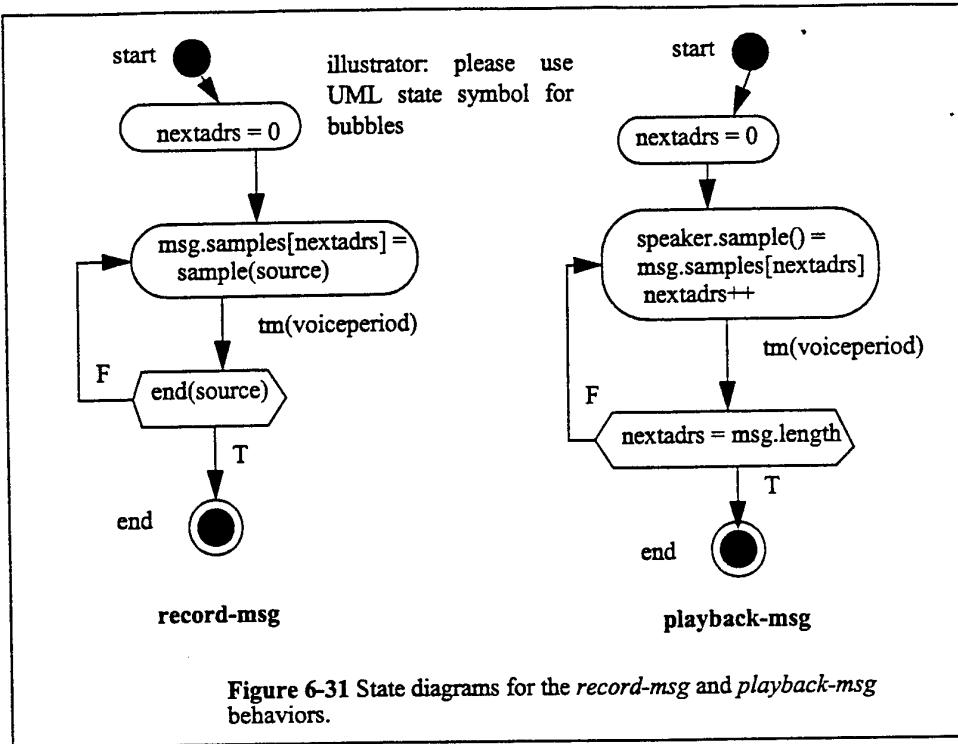 start
illustrator: please use
UML state symbol for
bubbles
nextadrs = 0
msg.samples[nextadrs] =
sample(source)
tm(voiceperiod)
F
end(source)
T
end
record-msg
start
nextadrs = 0
speaker.sample() =
msg.samples[nextadrs]
nextadrs++
tm(voiceperiod)
F
nextadrs = msg.length
T
end
playback-msg
Figure 6-31 State diagrams for the record-msg and playback-msg
behaviors.